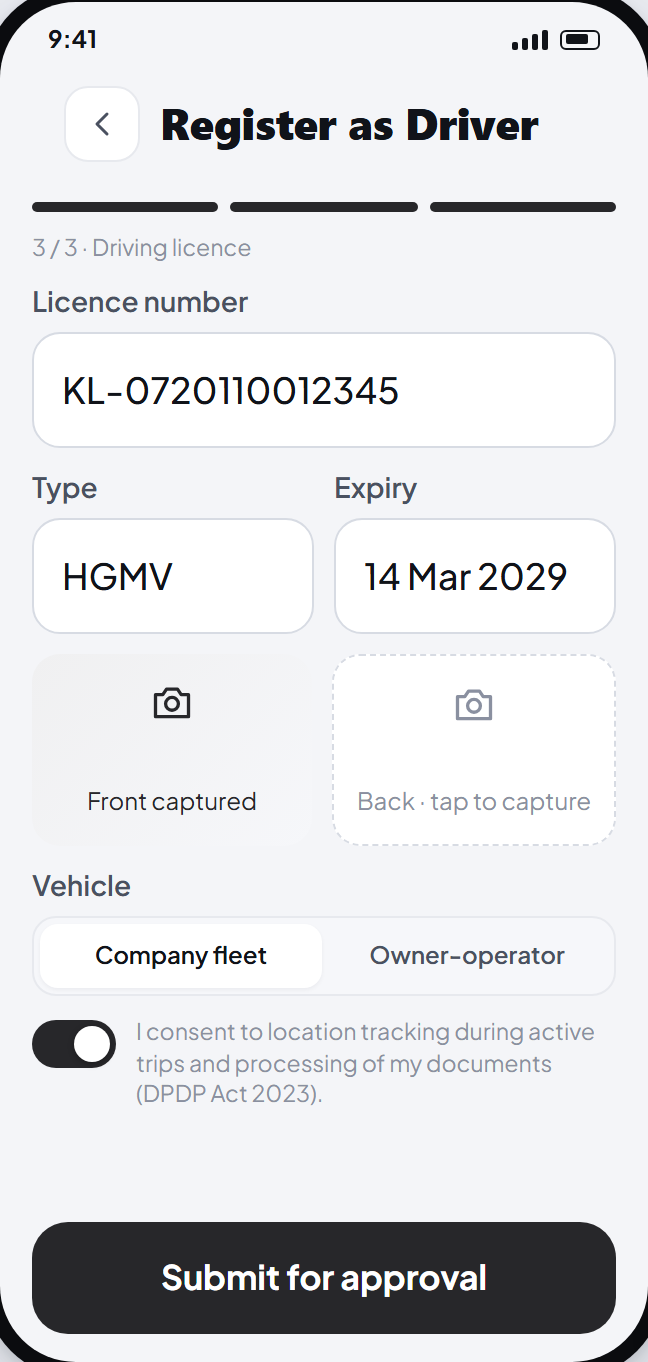 9:41
Register as Driver
3 / 3 · Driving licence
Licence number
KL-0720110012345
Type
Expiry
HGMV
14 Mar 2029
Front captured
Back · tap to capture
Vehicle
Company fleet
Owner-operator
I consent to location tracking during active
trips and processing of my documents
(DPDP Act 2023).
Submit for approval